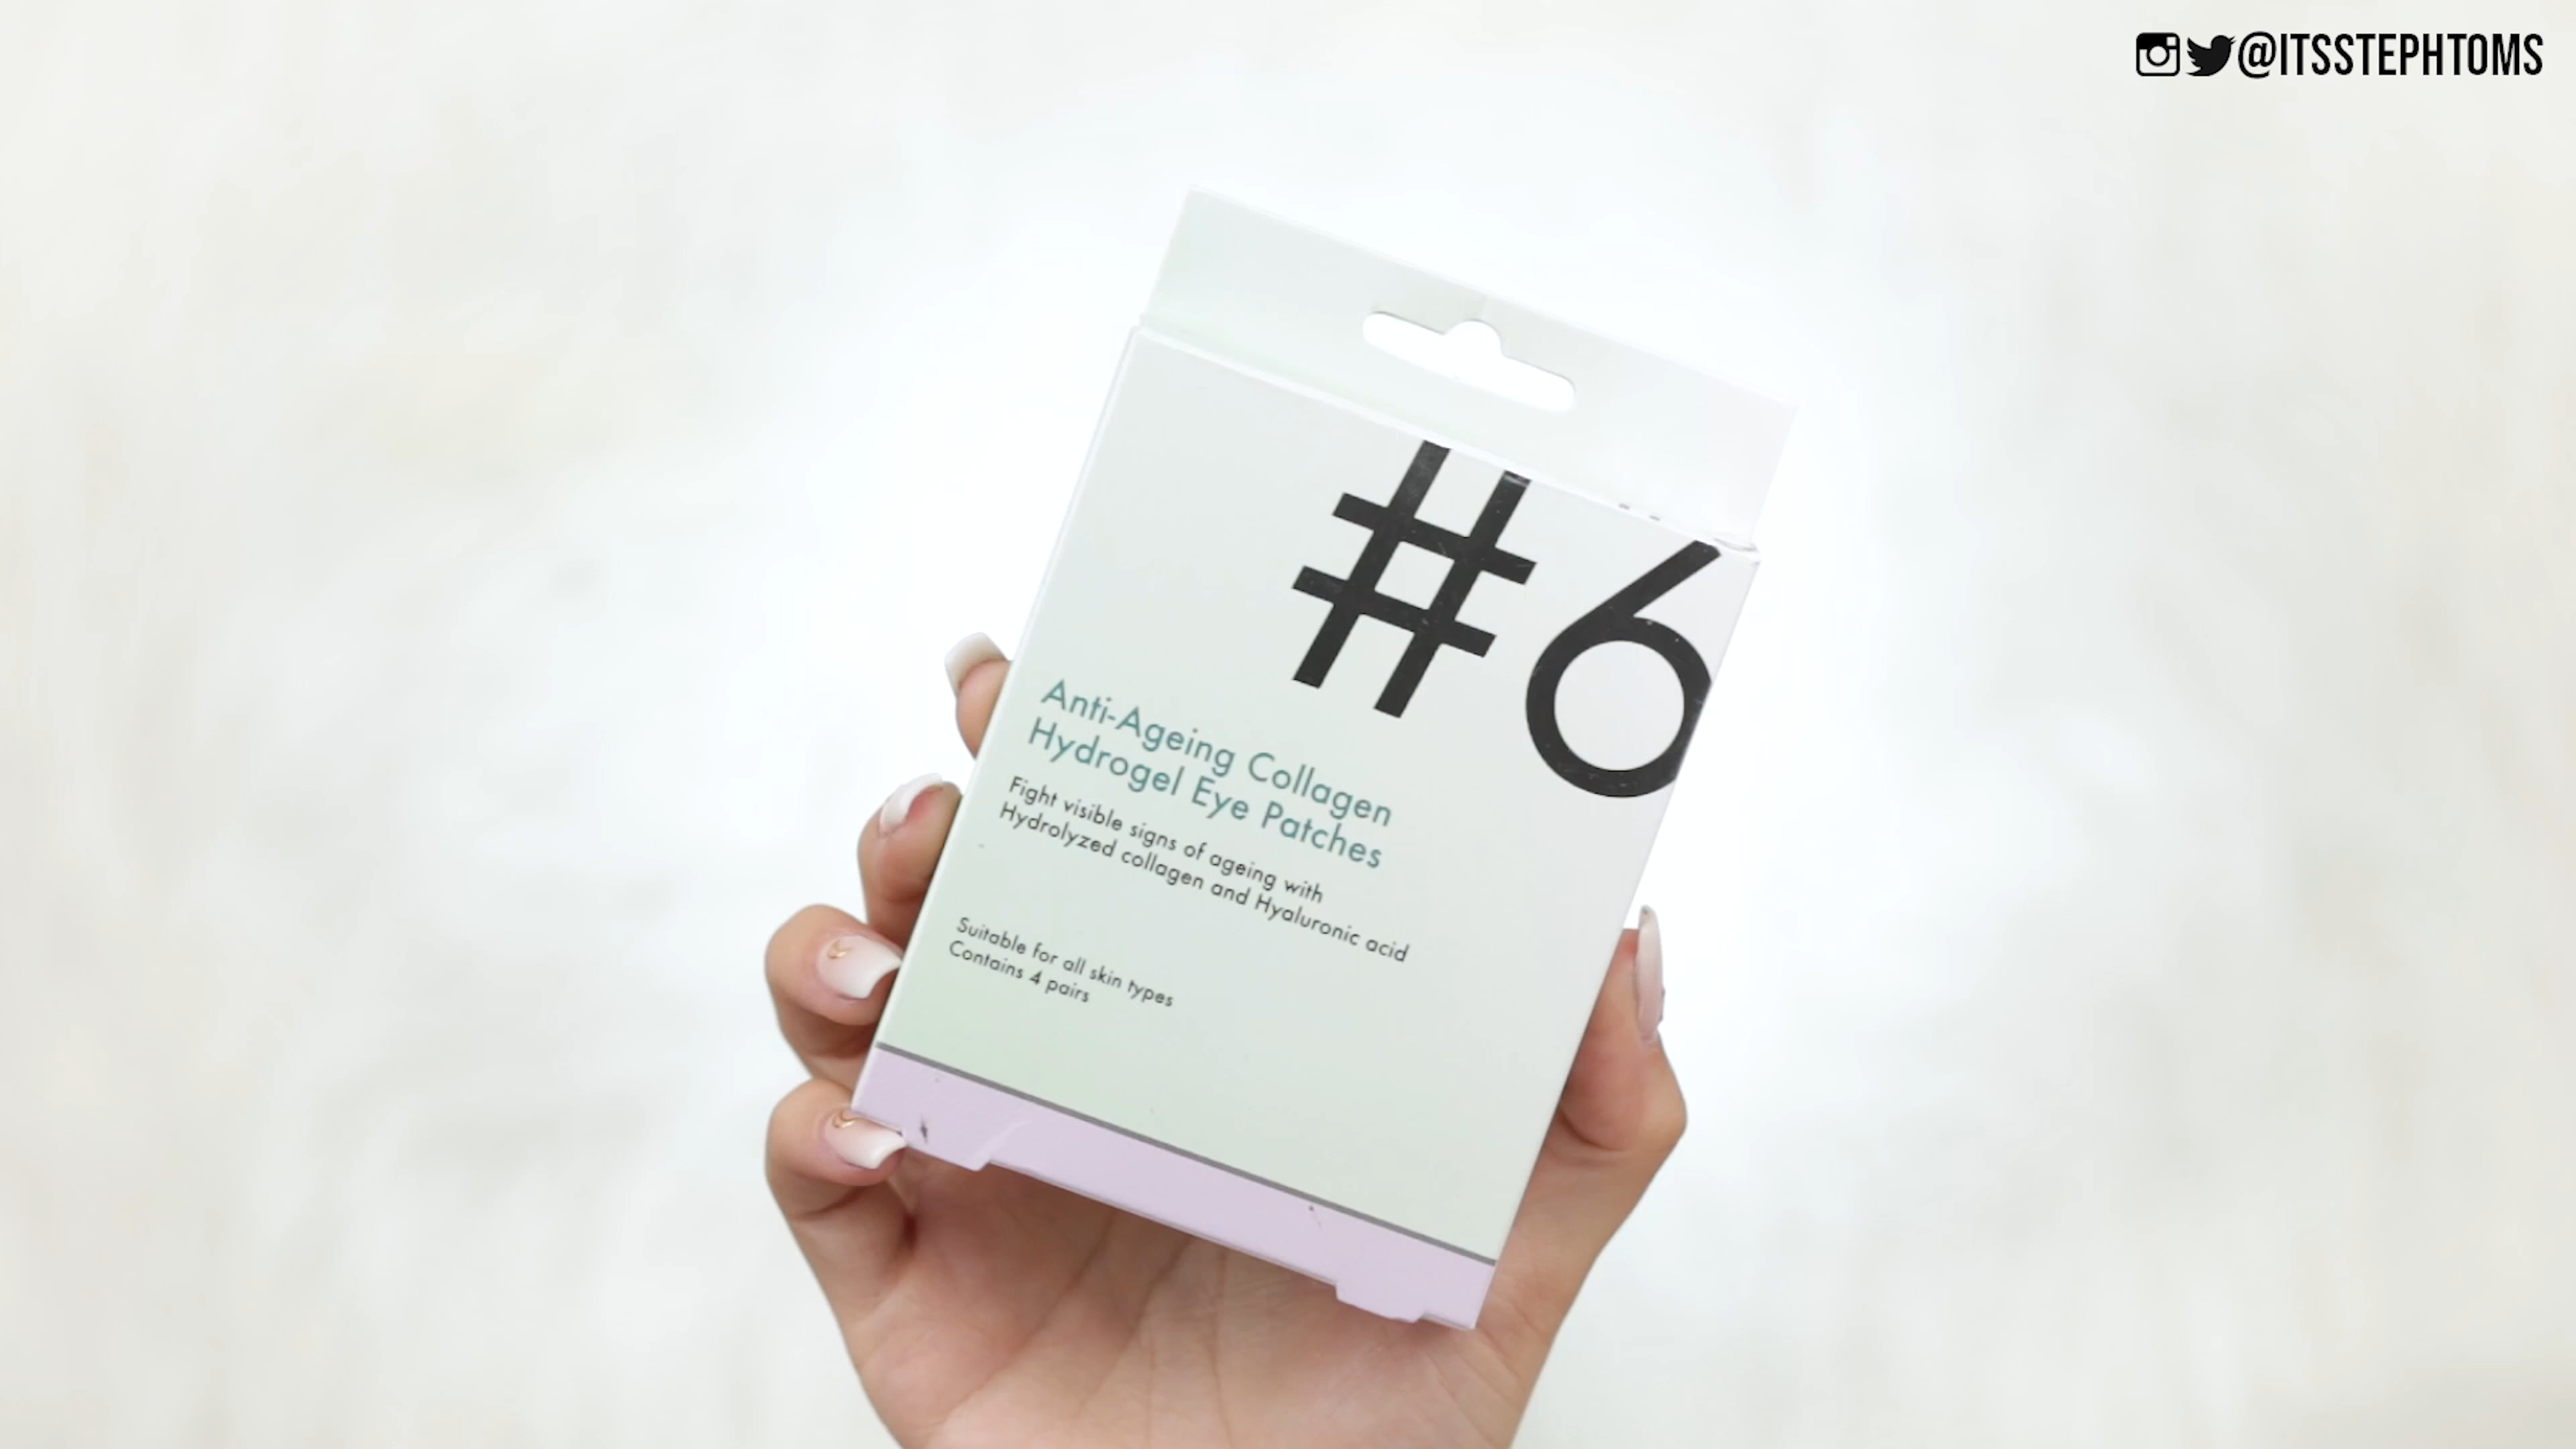 @ITSSTEPHTOMS
#6
Anti-Ageing Collagen
Hydrogel Eye Patches
Fight visible signs of ageing with
Hydrolyzed collagen and Hyaluronic acid
Suitable for all skin types
Contains 4 pairs